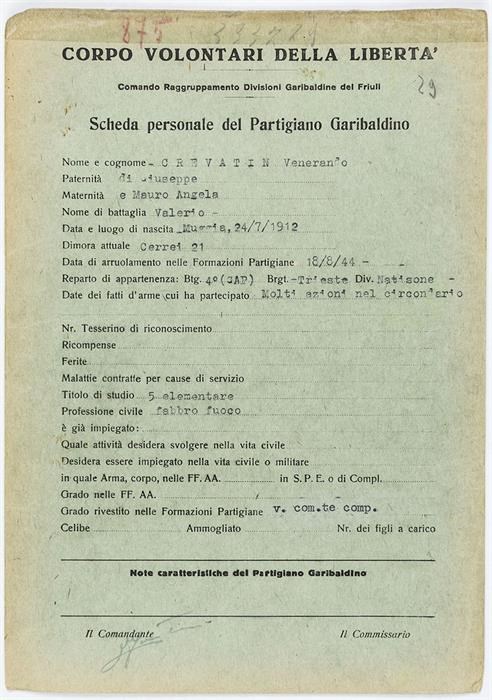 875
29
CORPO VOLONTARI DELLA LIBERTA'
Comando Raggruppamento Divisioni Garibaldine del Friuli
Scheda personale del Partigiano Garibaldino
Nome e cognome - C R E V A T I N Veneran°o
Paternità di Giuseppe
Maternità e Mauro Angela
Nome di battaglia Valerio -
Data e luogo di nascita Muggia, 24/7/1912
Dimora attuale Cerrei 21
Data di arruolamento nelle Formazioni Partigiane 18/8/44 -
Reparto di appartenenza: Btg. 4°(GAP) Brgt. -Trieste Div. Natisone -
Date dei fatti d'arme cui ha partecipato Molti azioni nel circon°ario
Nr. Tesserino di riconoscimento
Ricompense
Ferite
Malattie contratte per cause di servizio
Titolo di studio 5 elementare
Professione civile fabbro fuoco
è già impiegato:
Quale attività desidera svolgere nella vita civile
Desidera essere impiegato nella vita civile o militare
in quale Arma, corpo, nelle FF. AA. in S. P. E. o di Compl.
Grado nelle FF. AA.
Grado rivestito nelle Formazioni Partigiane v. com.te comp.
Celibe Ammogliato Nr. dei figli a carico
Note caratteristiche del Partigiano Garibaldino
Il Comandante Il Commissario